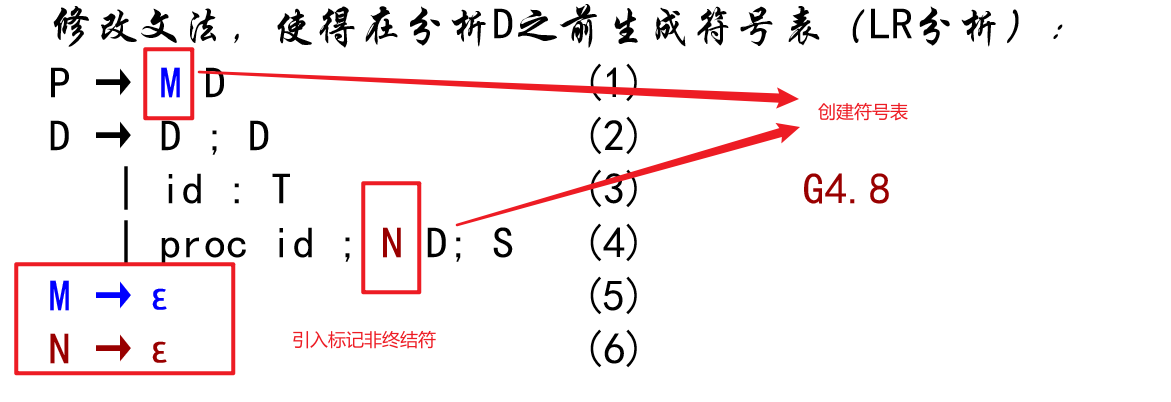 修改文法，使得在分析D之前生成符号表（LR分析）：
P → M D (1)
创建符号表
D → D ; D (2)
| id : T (3) G4.8
| proc id ; N D; S (4)
M → ε (5)
引入标记非终结符
N → ε (6)